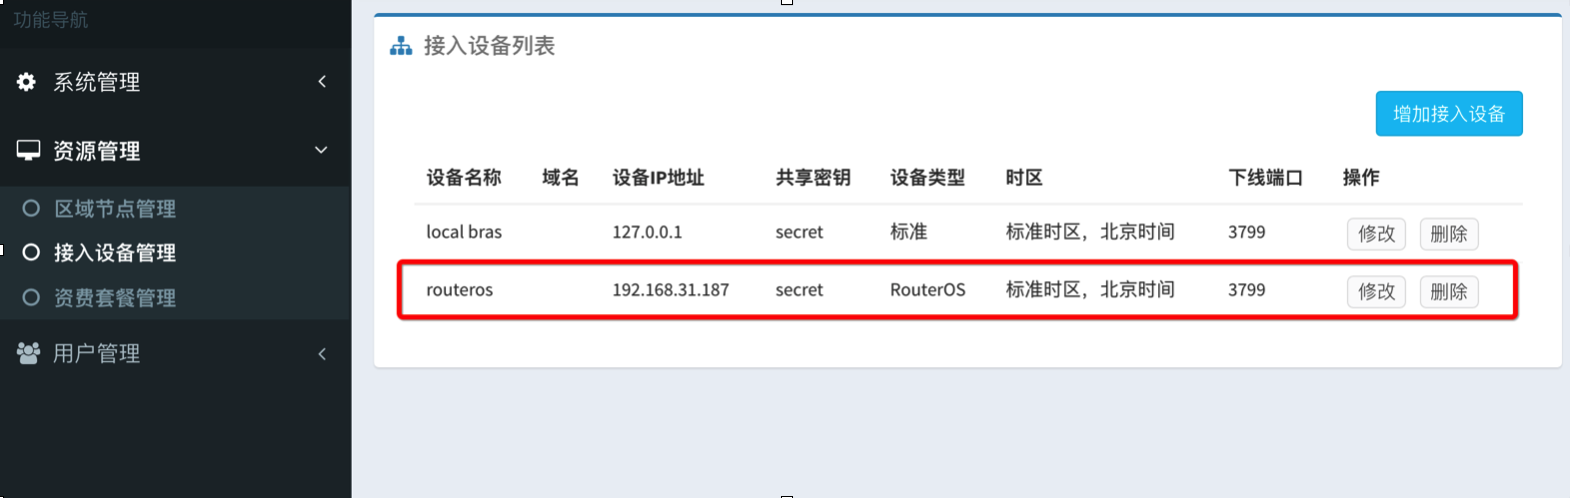 功能导航
系统管理
资源管理
区域节点管理
接入设备管理
资费套餐管理
用户管理
接入设备列表
增加接入设备
设备名称 域名 设备IP地址 共享密钥 设备类型 时区 下线端口 操作
local bras 127.0.0.1 secret 标准 标准时区，北京时间 3799 修改 删除
routeros 192.168.31.187 secret RouterOS 标准时区，北京时间 3799 修改 删除